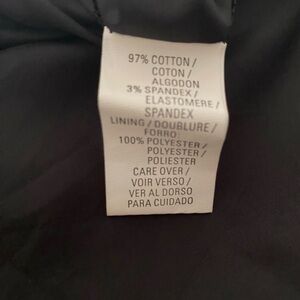 97% COTTON /
COTON /
ALGODON
3% SPANDEX /
ELASTOMERE /
SPANDEX
LINING / DOUBLURE /
FORRO:
100% POLYESTER /
POLYESTER /
POLIESTER
CARE OVER /
VOIR VERSO /
VER AL DORSO
PARA CUIDADO